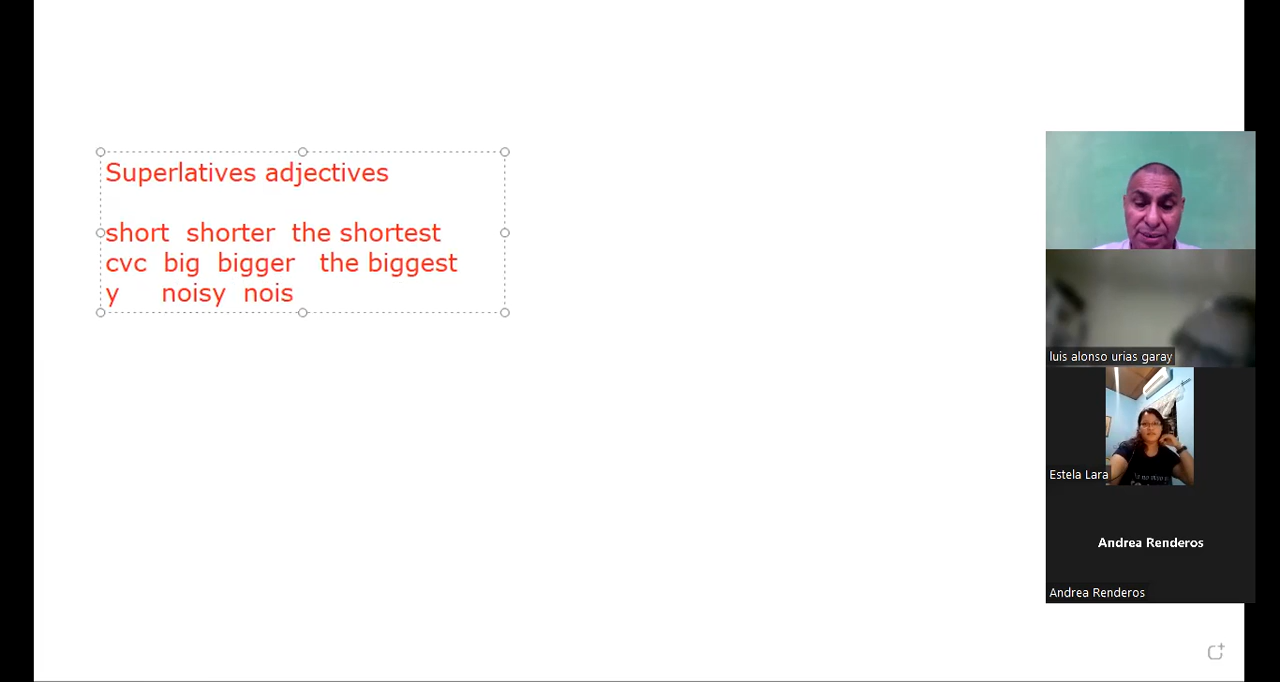 Superlatives adjectives
short shorter the shortest
cvc big bigger the biggest
y noisy nois
luis alonso urias garay
Estela Lara
Andrea Renderos
Andrea Renderos